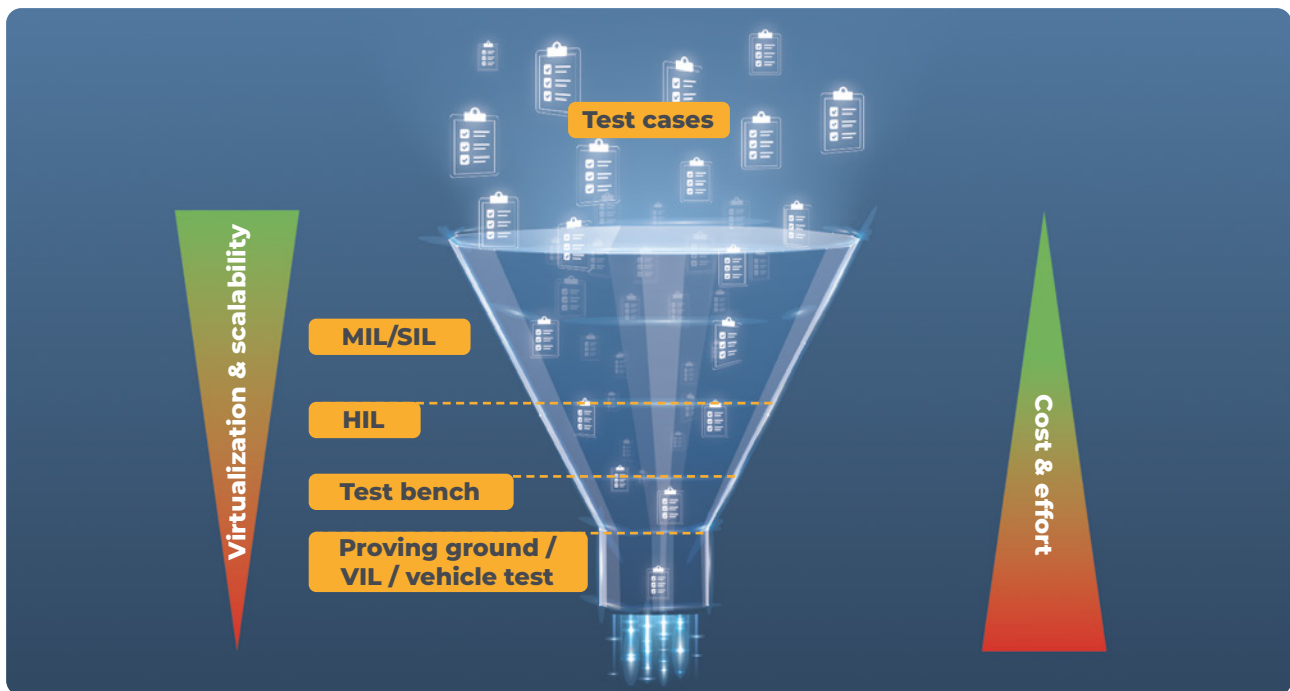 Test cases
Virtualization & scalability
MIL/SIL
HIL
Test bench
Proving ground /
VIL / vehicle test
Cost & effort